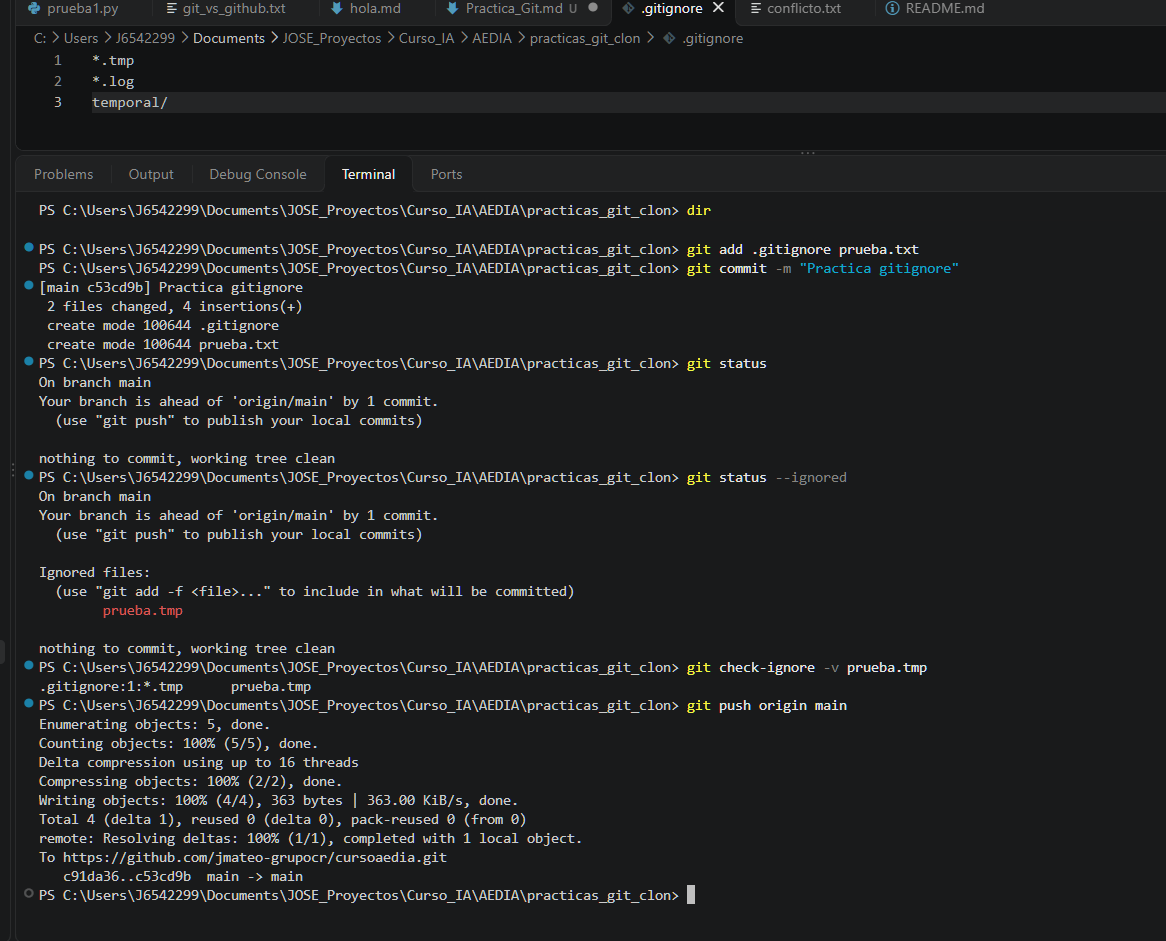 prueba1.py git_vs_github.txt hola.md Practica_Git.md U .gitignore conflicto.txt README.md
C: > Users > J6542299 > Documents > JOSE_Proyectos > Curso_IA > AEDIA > practicas_git_clon > .gitignore
1 *.tmp
2 *.log
3 temporal/
Problems Output Debug Console Terminal Ports
PS C:\Users\J6542299\Documents\JOSE_Proyectos\Curso_IA\AEDIA\practicas_git_clon> dir
PS C:\Users\J6542299\Documents\JOSE_Proyectos\Curso_IA\AEDIA\practicas_git_clon> git add .gitignore prueba.txt
PS C:\Users\J6542299\Documents\JOSE_Proyectos\Curso_IA\AEDIA\practicas_git_clon> git commit -m "Practica gitignore"
[main c53cd9b] Practica gitignore
2 files changed, 4 insertions(+)
create mode 100644 .gitignore
create mode 100644 prueba.txt
PS C:\Users\J6542299\Documents\JOSE_Proyectos\Curso_IA\AEDIA\practicas_git_clon> git status
On branch main
Your branch is ahead of 'origin/main' by 1 commit.
(use "git push" to publish your local commits)
nothing to commit, working tree clean
PS C:\Users\J6542299\Documents\JOSE_Proyectos\Curso_IA\AEDIA\practicas_git_clon> git status --ignored
On branch main
Your branch is ahead of 'origin/main' by 1 commit.
(use "git push" to publish your local commits)
Ignored files:
(use "git add -f <file>..." to include in what will be committed)
prueba.tmp
nothing to commit, working tree clean
PS C:\Users\J6542299\Documents\JOSE_Proyectos\Curso_IA\AEDIA\practicas_git_clon> git check-ignore -v prueba.tmp
.gitignore:1:*.tmp prueba.tmp
PS C:\Users\J6542299\Documents\JOSE_Proyectos\Curso_IA\AEDIA\practicas_git_clon> git push origin main
Enumerating objects: 5, done.
Counting objects: 100% (5/5), done.
Delta compression using up to 16 threads
Compressing objects: 100% (2/2), done.
Writing objects: 100% (4/4), 363 bytes | 363.00 KiB/s, done.
Total 4 (delta 1), reused 0 (delta 0), pack-reused 0 (from 0)
remote: Resolving deltas: 100% (1/1), completed with 1 local object.
To https://github.com/jmateo-grupocr/cursoaedia.git
c91da36..c53cd9b main -> main
PS C:\Users\J6542299\Documents\JOSE_Proyectos\Curso_IA\AEDIA\practicas_git_clon>